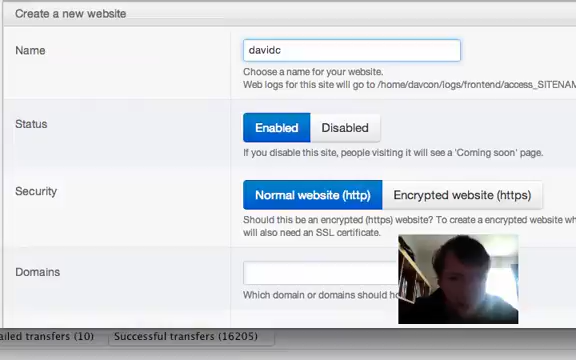 Create a new website
Name
davidc
Choose a name for your website.
Web logs for this site will go to /home/davcon/logs/frontend/access_SITENAM
Status
Enabled
Disabled
If you disable this site, people visiting it will see a 'Coming soon' page.
Security
Normal website (http)
Encrypted website (https)
Should this be an encrypted (https) website? To create a encrypted website wh
will also need an SSL certificate.
Domains
Which domain or domains should
ailed transfers (10)
Successful transfers (16205)